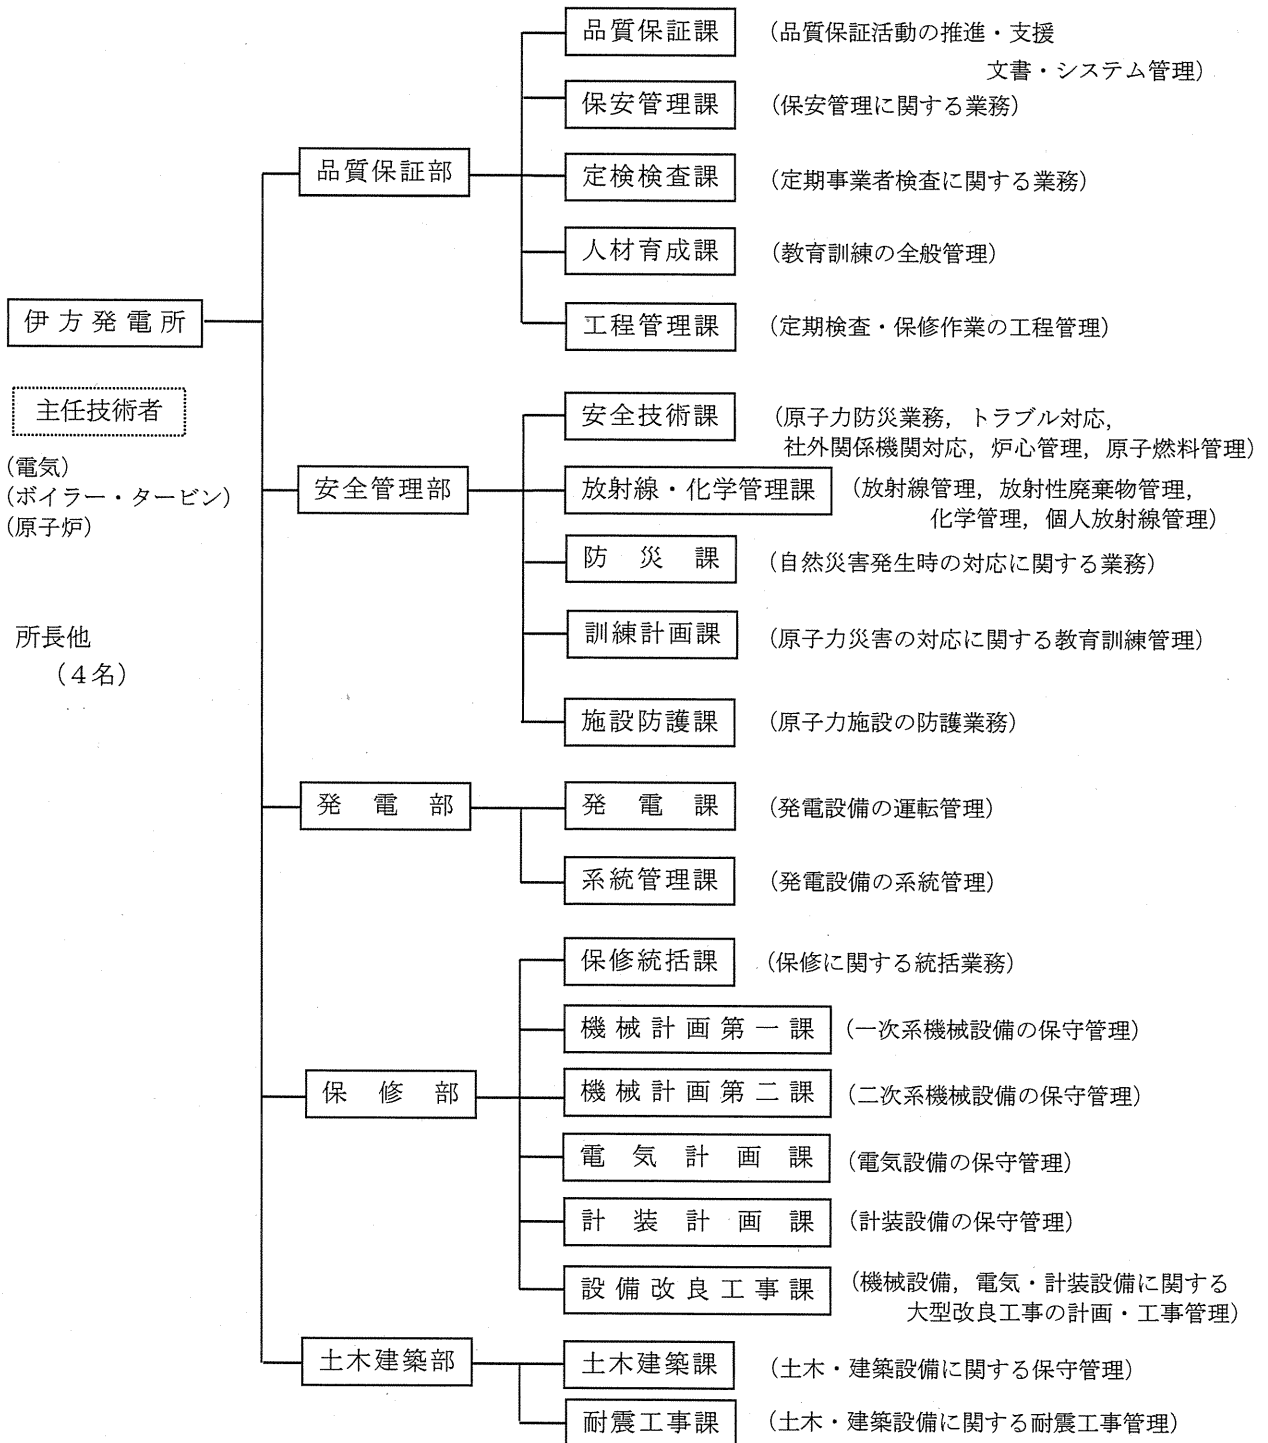 品質保証課 （品質保証活動の推進・支援
文書・システム管理）
保安管理課 （保安管理に関する業務）
品質保証部
定検検査課 （定期事業者検査に関する業務）
人材育成課 （教育訓練の全般管理）
伊方発電所
工程管理課 （定期検査・保修作業の工程管理）
主任技術者
（電気）
（ボイラー・タービン）
（原子炉）
所長他
（４名）
安全技術課 （原子力防災業務，トラブル対応，
社外関係機関対応，炉心管理，原子燃料管理）
安全管理部
放射線・化学管理課 （放射線管理，放射性廃棄物管理，
化学管理，個人放射線管理）
防災課 （自然災害発生時の対応に関する業務）
訓練計画課 （原子力災害の対応に関する教育訓練管理）
施設防護課 （原子力施設の防護業務）
発電部
発電課 （発電設備の運転管理）
系統管理課 （発電設備の系統管理）
保修統括課 （保修に関する統括業務）
機械計画第一課 （一次系機械設備の保守管理）
保修部
機械計画第二課 （二次系機械設備の保守管理）
電気計画課 （電気設備の保守管理）
計装計画課 （計装設備の保守管理）
設備改良工事課 （機械設備，電気・計装設備に関する
大型改良工事の計画・工事管理）
土木建築部
土木建築課 （土木・建築設備に関する保守管理）
耐震工事課 （土木・建築設備に関する耐震工事管理）